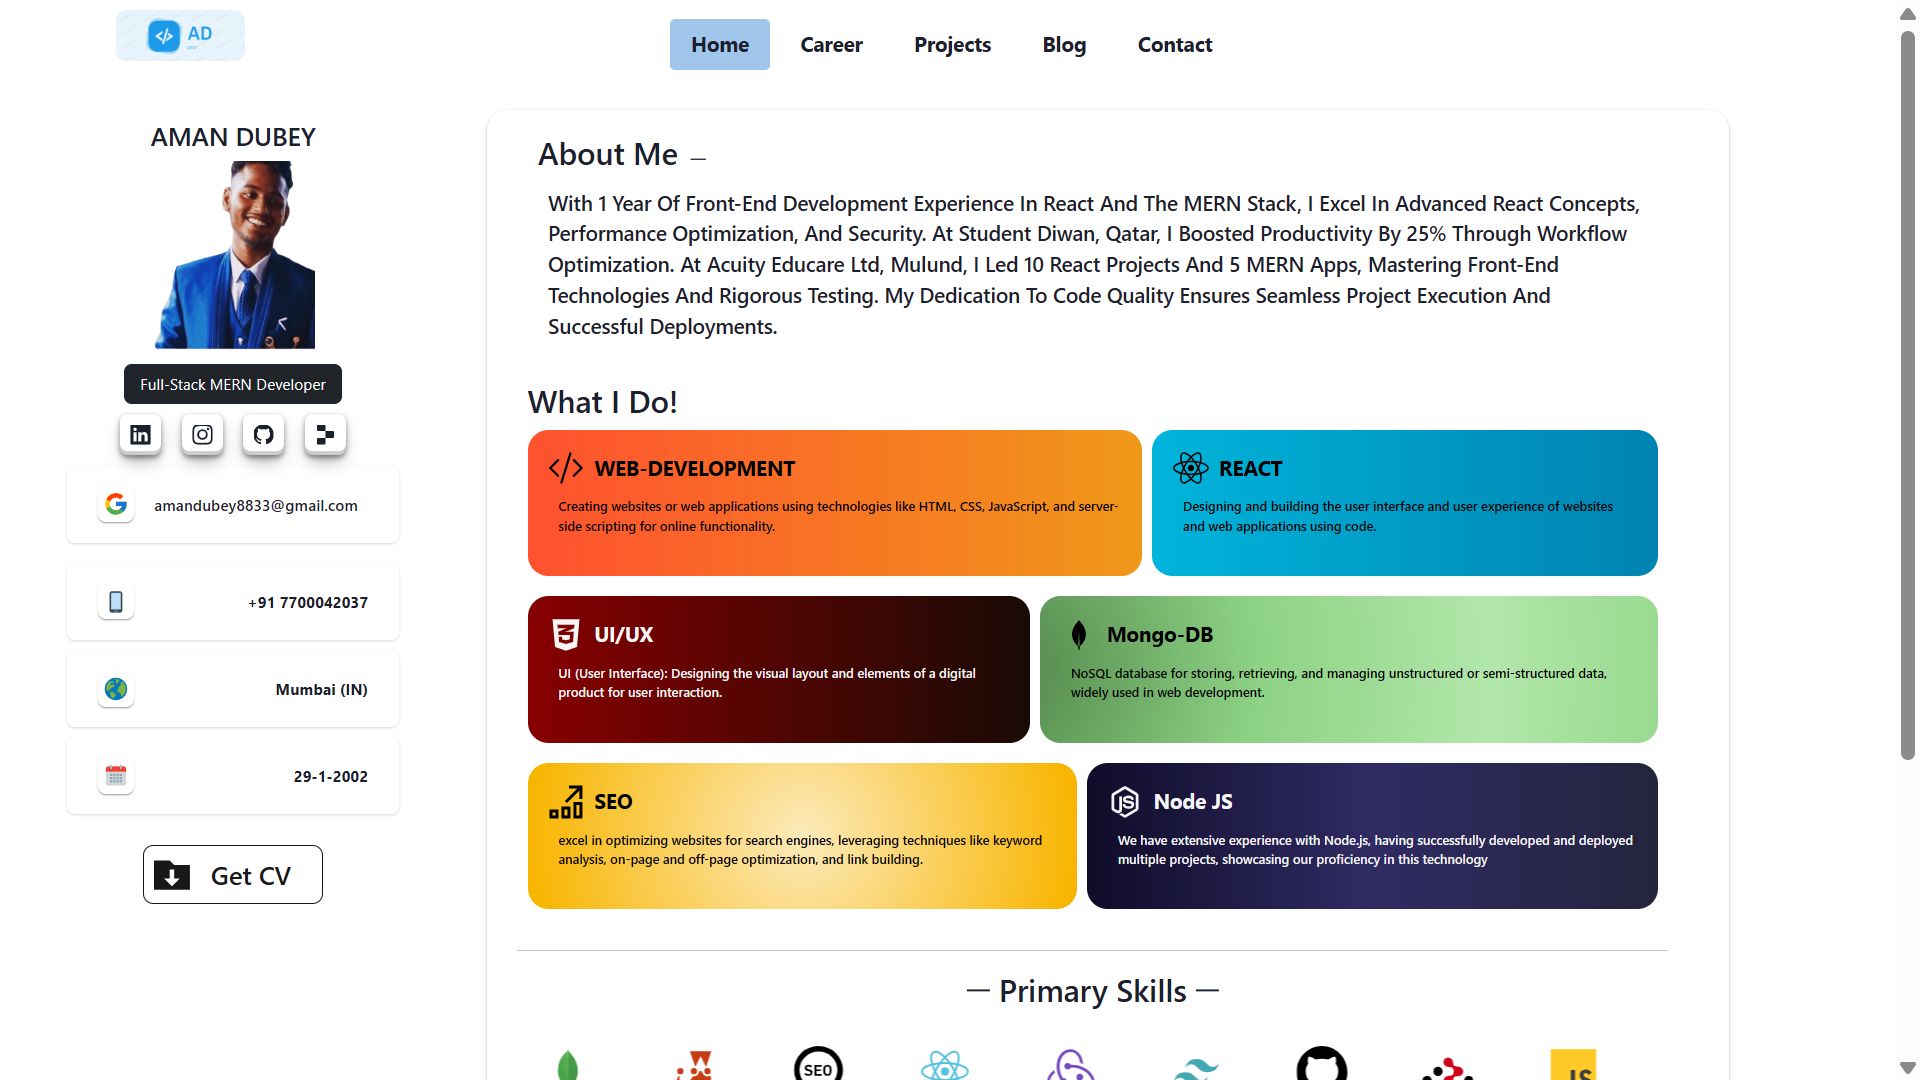 AD
pro
Home
Career
Projects
Blog
Contact
AMAN DUBEY
Full-Stack MERN Developer
amandubey8833@gmail.com
+91 7700042037
Mumbai (IN)
29-1-2002
Get CV
About Me —
With 1 Year Of Front-End Development Experience In React And The MERN Stack, I Excel In Advanced React Concepts,
Performance Optimization, And Security. At Student Diwan, Qatar, I Boosted Productivity By 25% Through Workflow
Optimization. At Acuity Educare Ltd, Mulund, I Led 10 React Projects And 5 MERN Apps, Mastering Front-End
Technologies And Rigorous Testing. My Dedication To Code Quality Ensures Seamless Project Execution And
Successful Deployments.
What I Do!
WEB-DEVELOPMENT
Creating websites or web applications using technologies like HTML, CSS, JavaScript, and server-
side scripting for online functionality.
REACT
Designing and building the user interface and user experience of websites
and web applications using code.
UI/UX
UI (User Interface): Designing the visual layout and elements of a digital
product for user interaction.
Mongo-DB
NoSQL database for storing, retrieving, and managing unstructured or semi-structured data,
widely used in web development.
SEO
excel in optimizing websites for search engines, leveraging techniques like keyword
analysis, on-page and off-page optimization, and link building.
Node JS
We have extensive experience with Node.js, having successfully developed and deployed
multiple projects, showcasing our proficiency in this technology
— Primary Skills —
SEO
JS